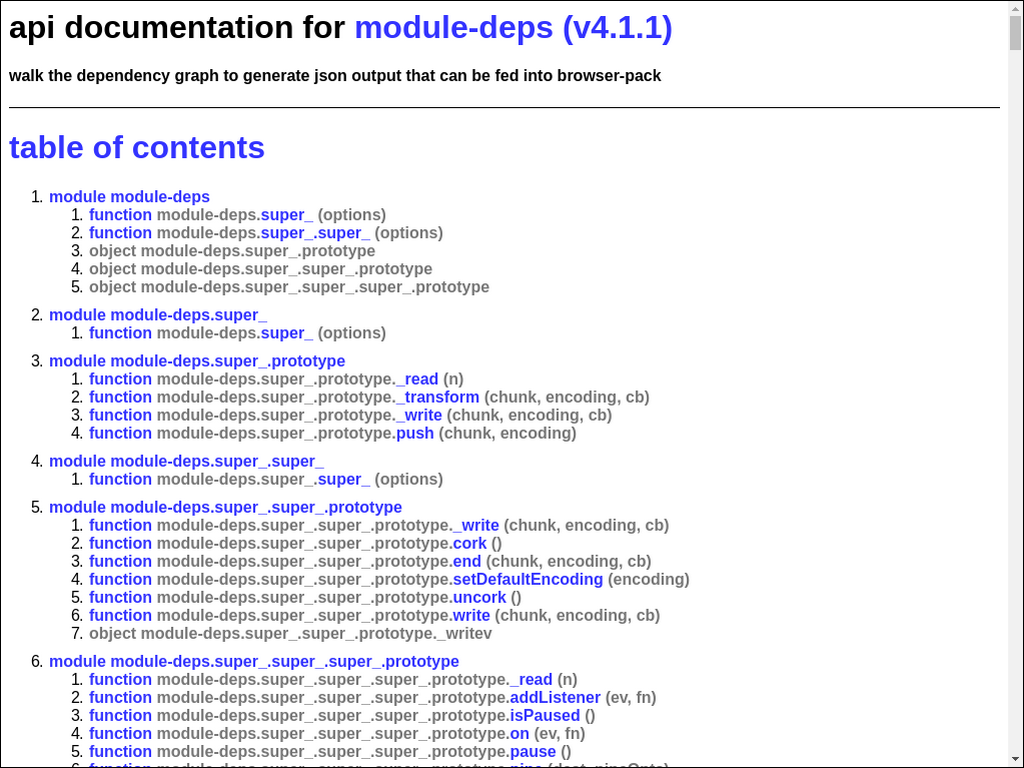 api documentation for module-deps (v4.1.1)
walk the dependency graph to generate json output that can be fed into browser-pack
table of contents
1. module module-deps
1. function module-deps.super_ (options)
2. function module-deps.super_.super_ (options)
3. object module-deps.super_.prototype
4. object module-deps.super_.super_.prototype
5. object module-deps.super_.super_.super_.prototype
2. module module-deps.super_
1. function module-deps.super_ (options)
3. module module-deps.super_.prototype
1. function module-deps.super_.prototype._read (n)
2. function module-deps.super_.prototype._transform (chunk, encoding, cb)
3. function module-deps.super_.prototype._write (chunk, encoding, cb)
4. function module-deps.super_.prototype.push (chunk, encoding)
4. module module-deps.super_.super_
1. function module-deps.super_.super_ (options)
5. module module-deps.super_.super_.prototype
1. function module-deps.super_.super_.prototype._write (chunk, encoding, cb)
2. function module-deps.super_.super_.prototype.cork ()
3. function module-deps.super_.super_.prototype.end (chunk, encoding, cb)
4. function module-deps.super_.super_.prototype.setDefaultEncoding (encoding)
5. function module-deps.super_.super_.prototype.uncork ()
6. function module-deps.super_.super_.prototype.write (chunk, encoding, cb)
7. object module-deps.super_.super_.prototype._writev
6. module module-deps.super_.super_.super_.prototype
1. function module-deps.super_.super_.super_.prototype._read (n)
2. function module-deps.super_.super_.super_.prototype.addListener (ev, fn)
3. function module-deps.super_.super_.super_.prototype.isPaused ()
4. function module-deps.super_.super_.super_.prototype.on (ev, fn)
5. function module-deps.super_.super_.super_.prototype.pause ()
6. function module-deps.super_.super_.super_.prototype.pipe (dest, pipeOpts)